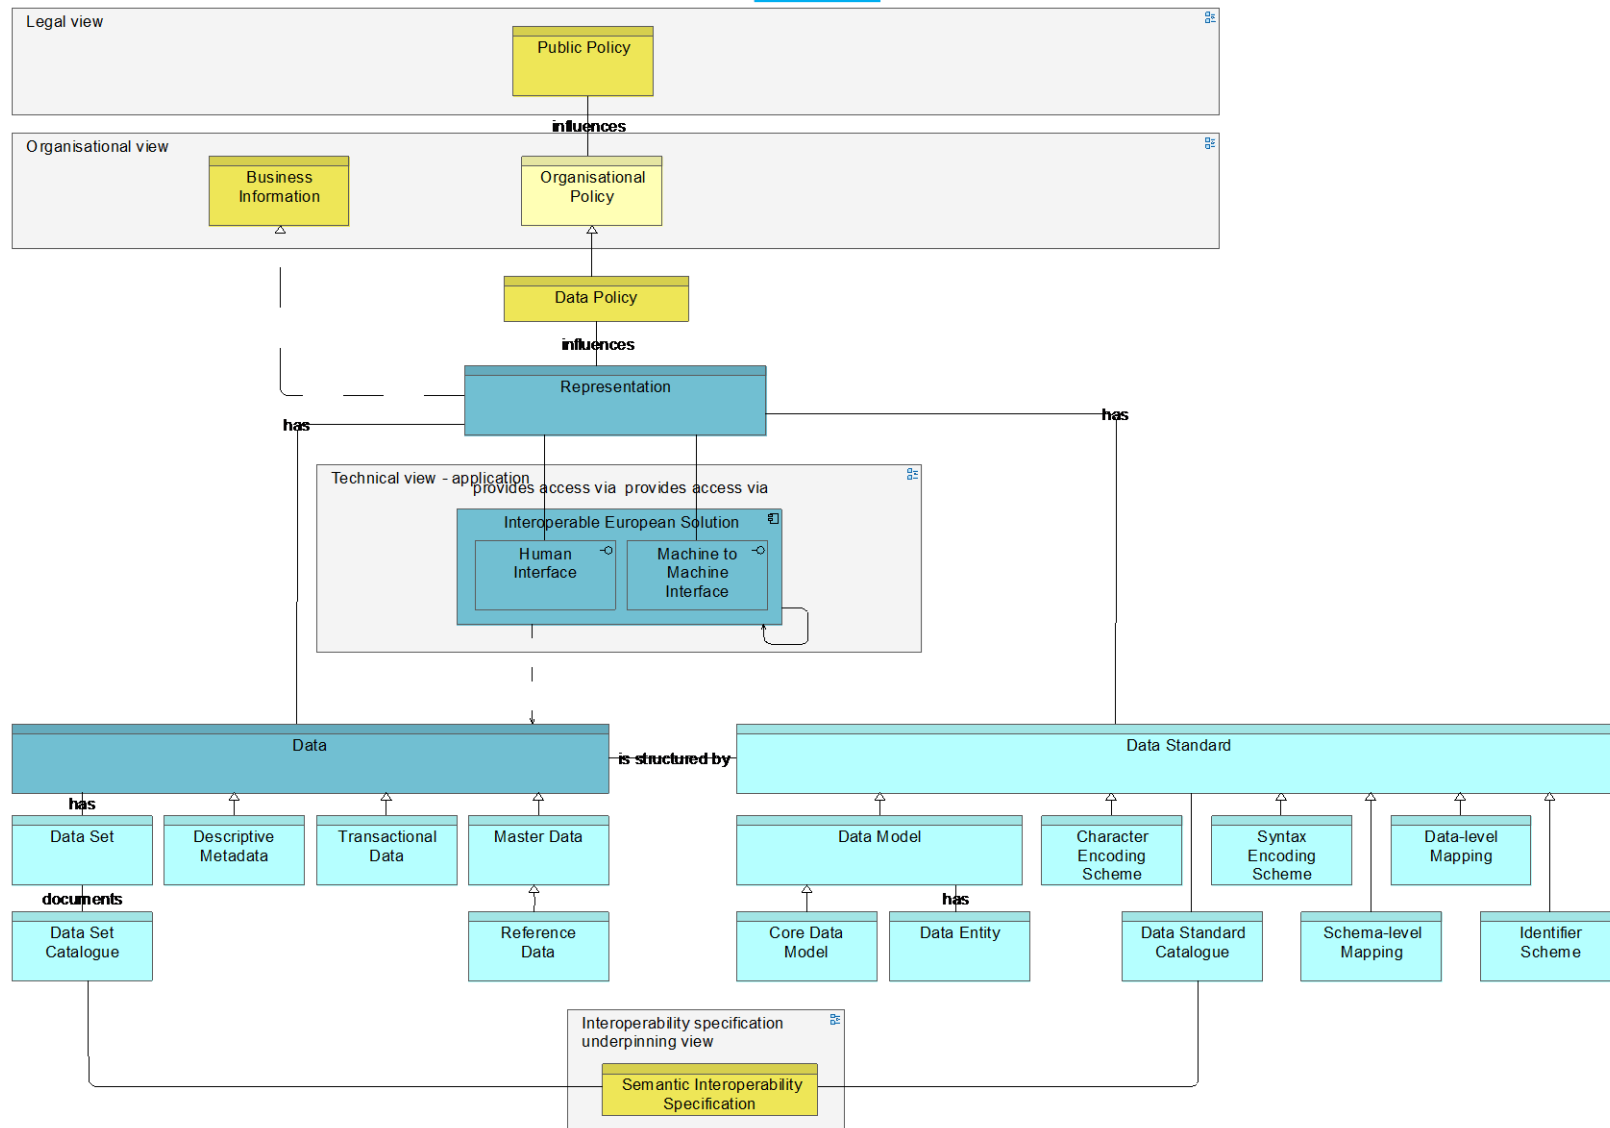 Legal view
Public Policy
influences
Organisational view
Business
Information
Organisational
Policy
Data Policy
influences
Representation
has
has
Technical view - application
provides access via
provides access via
Interoperable European Solution
Human
Interface
Machine to
Machine
Interface
Data
is structured by
Data Standard
has
Data Set
Descriptive
Metadata
Transactional
Data
Master Data
Data Model
Character
Encoding
Scheme
Syntax
Encoding
Scheme
Data-level
Mapping
documents
has
Data Set
Catalogue
Reference
Data
Core Data
Model
Data Entity
Data Standard
Catalogue
Schema-level
Mapping
Identifier
Scheme
Interoperability specification
underpinning view
Semantic Interoperability
Specification